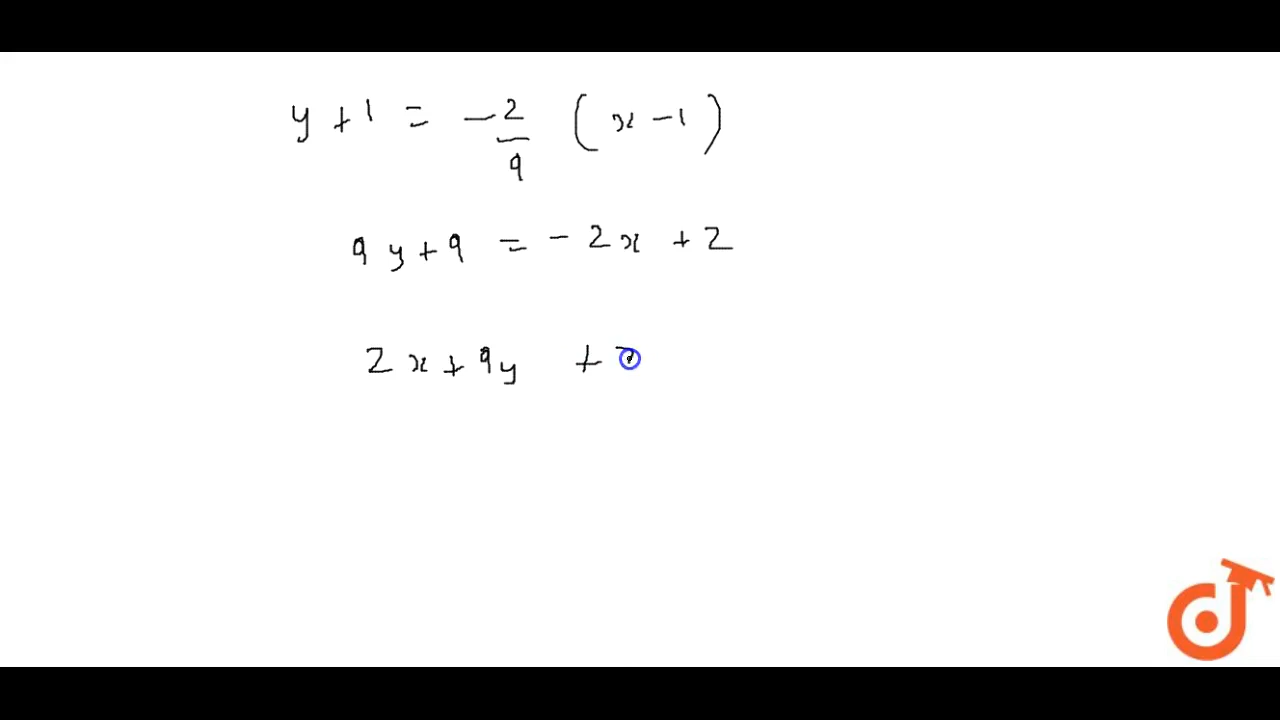 y + 1 = -2/9 (x - 1)
9y + 9 = -2x + 2
2x + 9y +